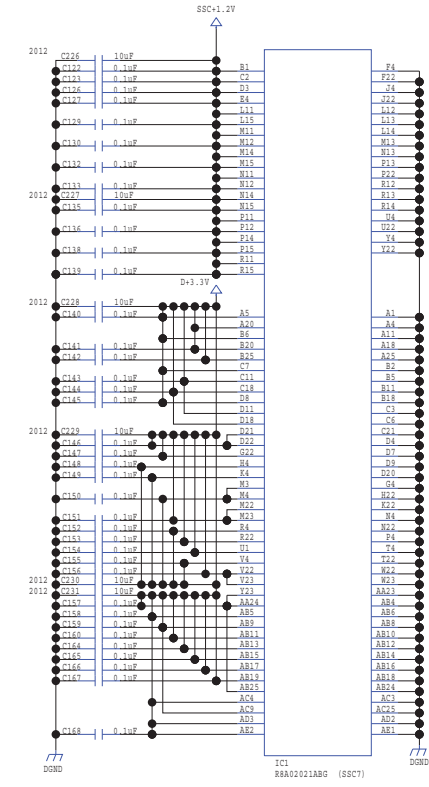 SSC+1.2V
2012 C226 10uF
C122 0.1uF B1 F4
C123 0.1uF C2 F22
C126 0.1uF D3 J4
C127 0.1uF E4 J22
L11 L12
C129 0.1uF L15 L13
M11 L14
C130 0.1uF M12 M13
M14 N13
C132 0.1uF M15 P13
N11 P22
C133 0.1uF N12 R12
2012 C227 10uF N14 R13
C135 0.1uF N15 R14
P11 U4
C136 0.1uF P12 U22
P14 Y4
C138 0.1uF P15 Y22
R11
C139 0.1uF R15
D+3.3V
2012 C228 10uF
C140 0.1uF A5 A1
A20 A4
B6 A11
C141 0.1uF B20 A18
C142 0.1uF B25 A25
C7 B2
C143 0.1uF C11 B5
C144 0.1uF C18 B11
C145 0.1uF D8 B18
D11 C3
D18 C6
2012 C229 10uF D21 C21
C146 0.1uF D22 D4
C147 0.1uF G22 D7
C148 0.1uF H4 D9
C149 0.1uF K4 D20
M3 G4
C150 0.1uF M4 H22
M22 K22
C151 0.1uF M23 N4
C152 0.1uF R4 N22
C153 0.1uF R22 P4
C154 0.1uF U1 T4
C155 0.1uF V4 T22
C156 0.1uF V22 W22
2012 C230 10uF V23 W23
2012 C231 10uF Y23 AA23
C157 0.1uF AA24 AB4
C158 0.1uF AB5 AB6
C159 0.1uF AB9 AB8
C160 0.1uF AB11 AB10
C164 0.1uF AB13 AB12
C165 0.1uF AB15 AB14
C166 0.1uF AB17 AB16
C167 0.1uF AB19 AB18
AB25 AB24
AC4 AC3
AC9 AC25
AD3 AD2
C168 0.1uF AE2 AE1
DGND DGND
IC1
R8A02021ABG (SSC7)